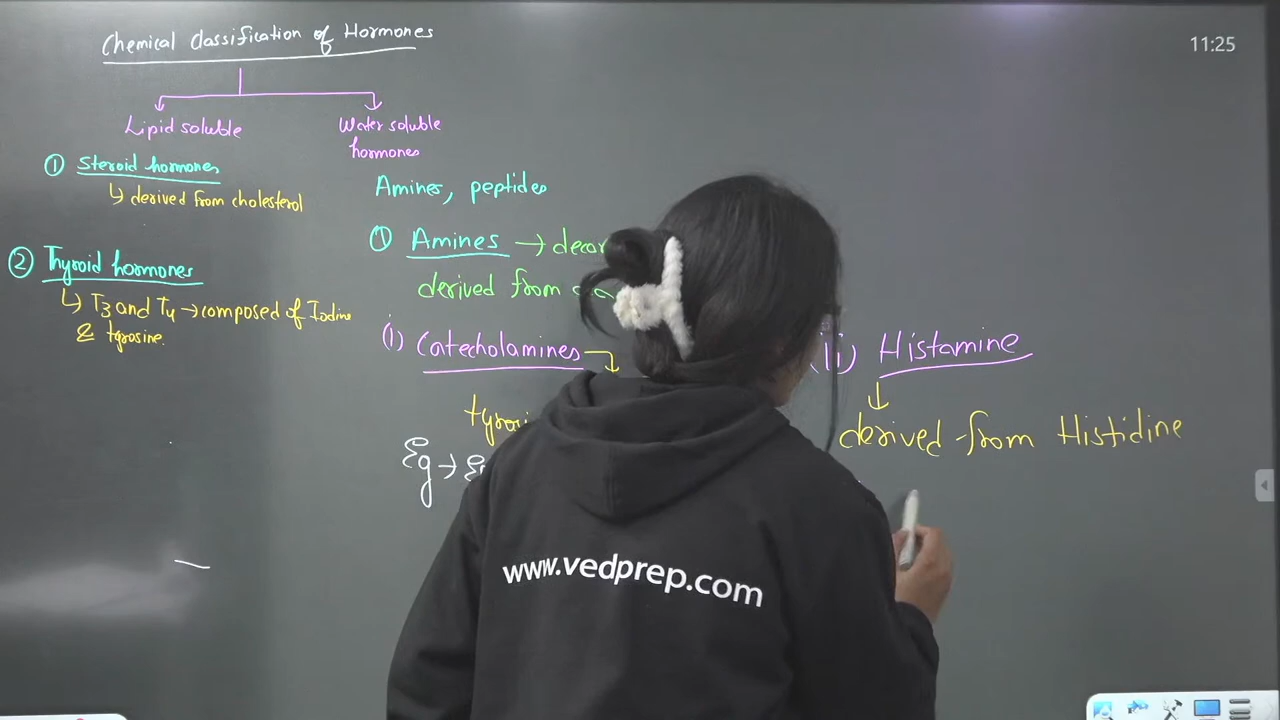 Chemical Classification of Hormones
11:25
Lipid soluble
Water soluble
hormones
① Steroid hormones
↳ derived from cholesterol
② Thyroid hormones
↳ T3 and T4 → composed of Iodine
& tyrosine.
Amines, peptides
① Amines →
derived from
(i) Catecholamines
Eg →
(ii) Histamine
derived from Histidine
www.vedprep.com